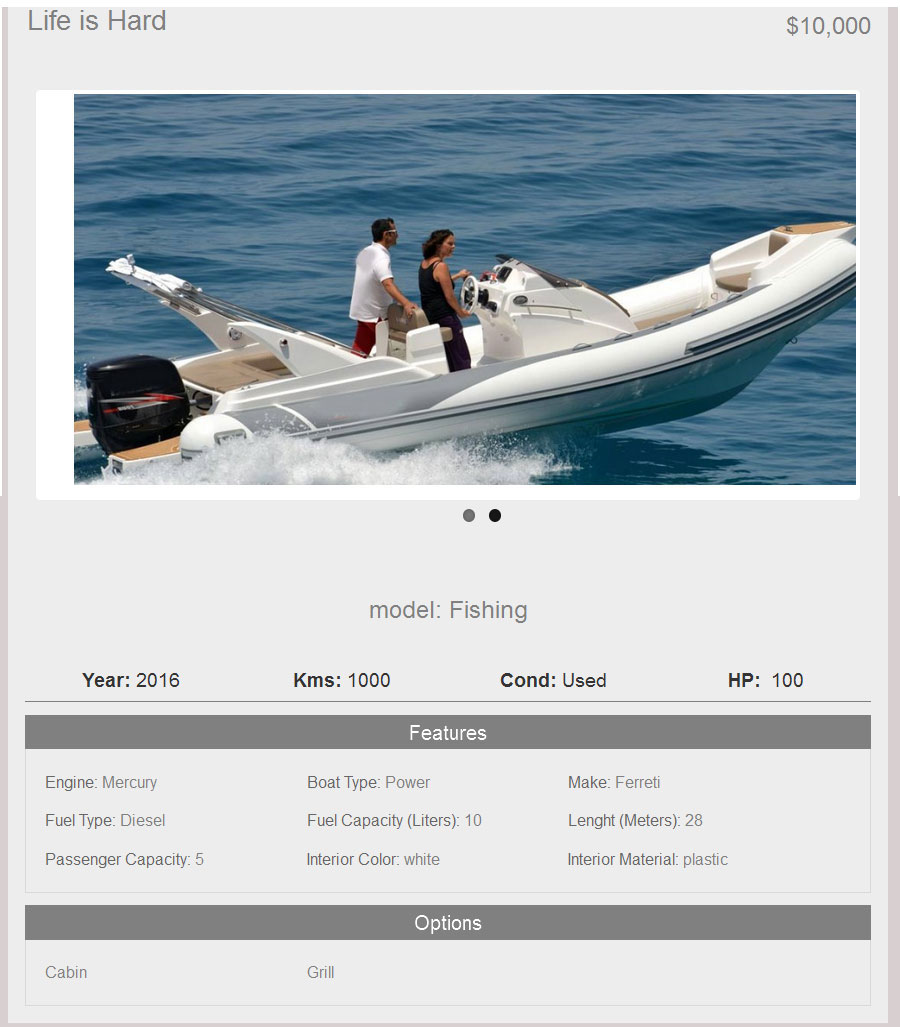 Life is Hard
$10,000
model: Fishing
Year: 2016 Kms: 1000 Cond: Used HP: 100
Features
Engine: Mercury Boat Type: Power Make: Ferreti
Fuel Type: Diesel Fuel Capacity (Liters): 10 Lenght (Meters): 28
Passenger Capacity: 5 Interior Color: white Interior Material: plastic
Options
Cabin Grill